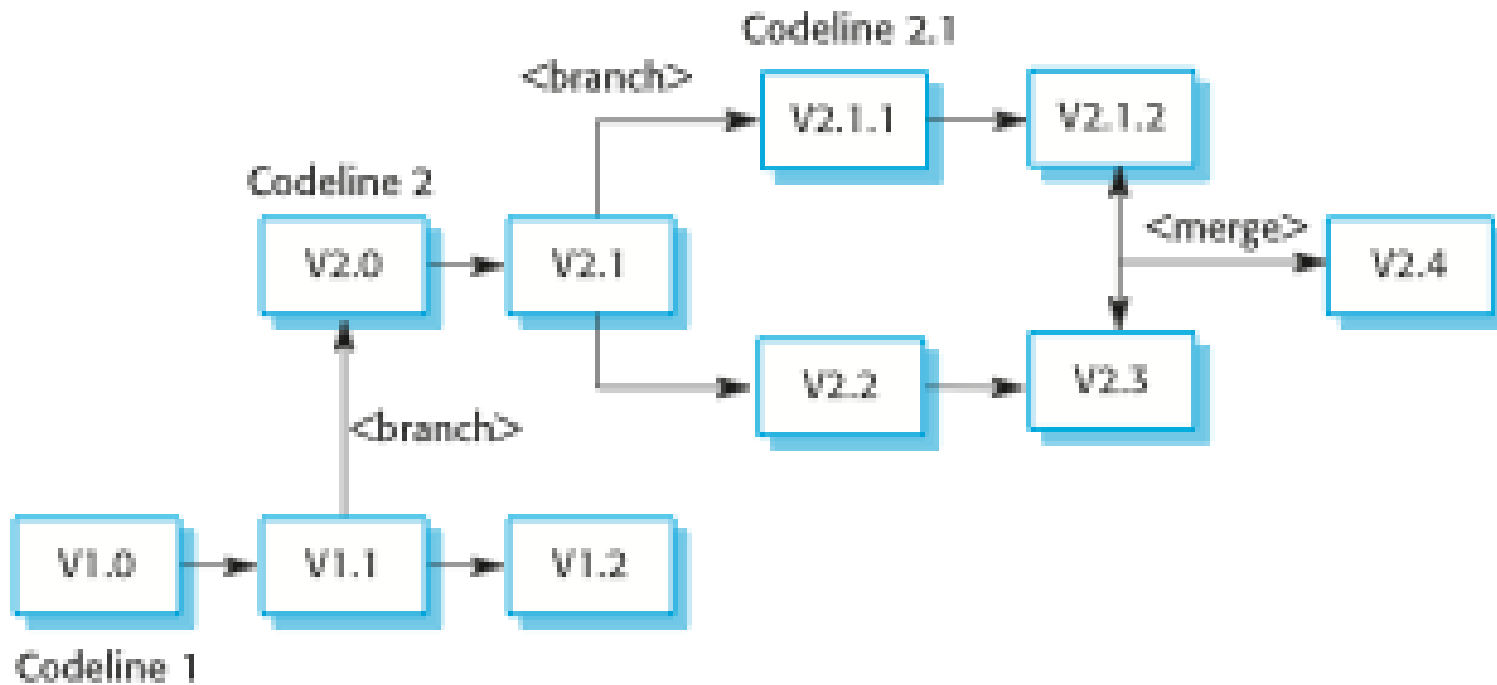 Codeline 2.1
<branch>
V2.1.1
V2.1.2
Codeline 2
V2.0
V2.1
<merge>
V2.4
V2.2
V2.3
<branch>
V1.0
V1.1
V1.2
Codeline 1